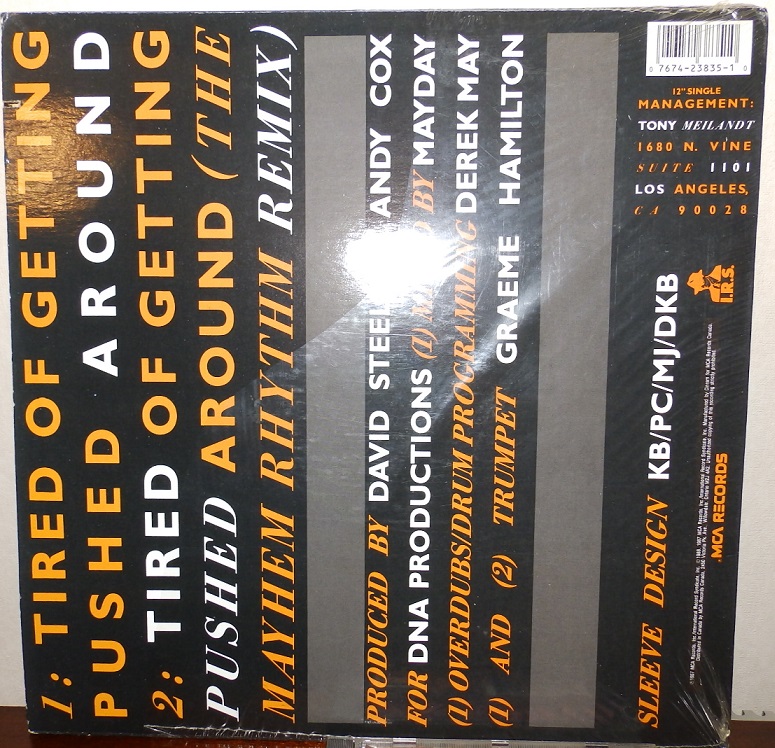 1: TIRED OF GETTING
PUSHED AROUND
2: TIRED OF GETTING
PUSHED AROUND (THE
MAYHEM RHYTHM REMIX)
PRODUCED BY DAVID STEEL ANDY COX
FOR DNA PRODUCTIONS (1) BY MAYDAY
(1) OVERDUBS/DRUM PROGRAMMING DEREK MAY
(1) AND (2) TRUMPET GRAEME HAMILTON
SLEEVE DESIGN KB/PC/MJ/DKB
0 7674-23835-1 0
12" SINGLE
MANAGEMENT:
TONY MEILANDT
1680 N. VINE
SUITE 1101
LOS ANGELES,
CA 90028
I.R.S.
MCA RECORDS